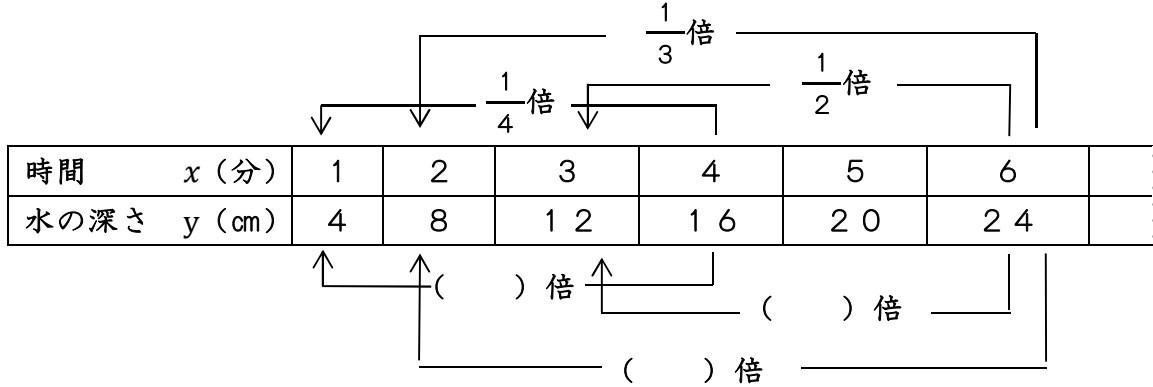 1/3倍
1/2倍
1/4倍
時間 x（分） 1 2 3 4 5 6
水の深さ y（㎝） 4 8 12 16 20 24
（　　）倍
（　　）倍
（　　）倍